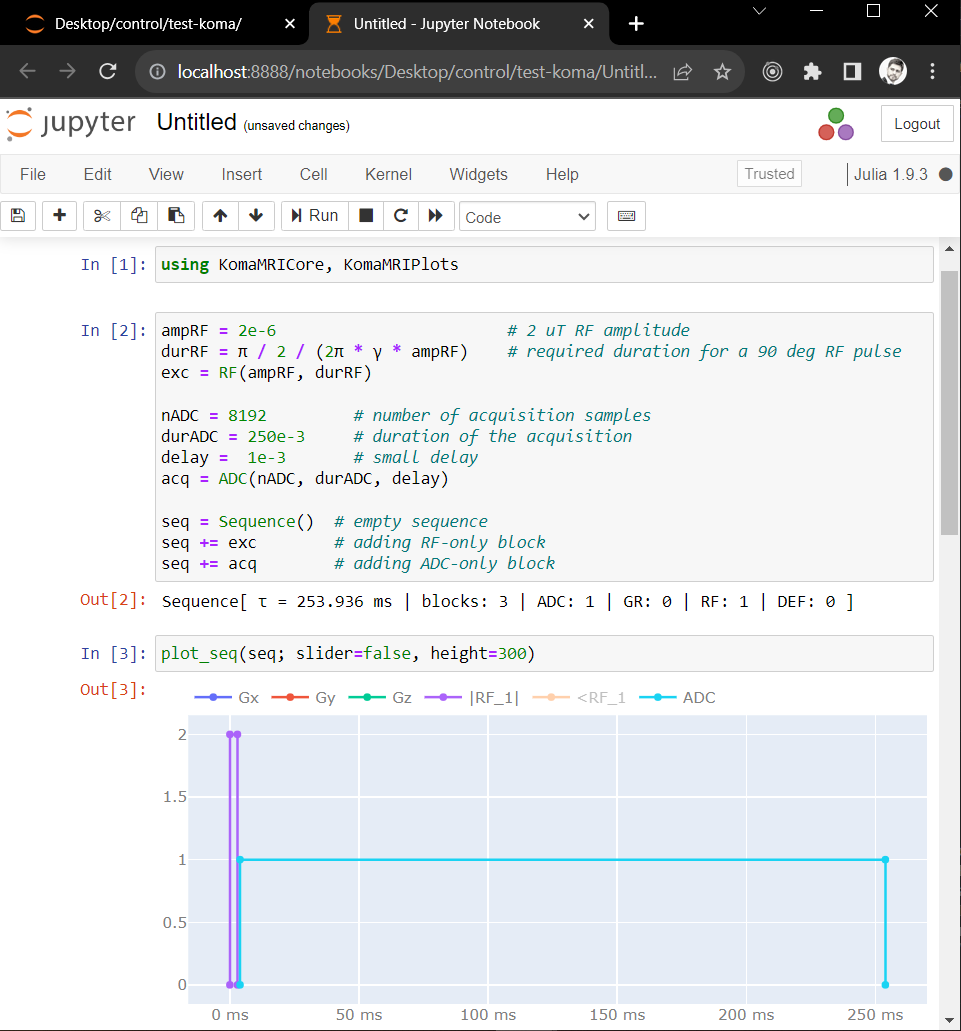 Desktop/control/test-koma/
Untitled - Jupyter Notebook
localhost:8888/notebooks/Desktop/control/test-koma/Untitl...
jupyter Untitled (unsaved changes)
Logout
File Edit View Insert Cell Kernel Widgets Help
Trusted
Julia 1.9.3
Run
Code
In [1]: using KomaMRICore, KomaMRIPlots
In [2]: ampRF = 2e-6 # 2 uT RF amplitude
durRF = π / 2 / (2π * γ * ampRF) # required duration for a 90 deg RF pulse
exc = RF(ampRF, durRF)
nADC = 8192 # number of acquisition samples
durADC = 250e-3 # duration of the acquisition
delay = 1e-3 # small delay
acq = ADC(nADC, durADC, delay)
seq = Sequence() # empty sequence
seq += exc # adding RF-only block
seq += acq # adding ADC-only block
Out[2]: Sequence[ τ = 253.936 ms | blocks: 3 | ADC: 1 | GR: 0 | RF: 1 | DEF: 0 ]
In [3]: plot_seq(seq; slider=false, height=300)
Out[3]:
Gx Gy Gz |RF_1| <RF_1 ADC
2
1.5
1
0.5
0
0 ms 50 ms 100 ms 150 ms 200 ms 250 ms